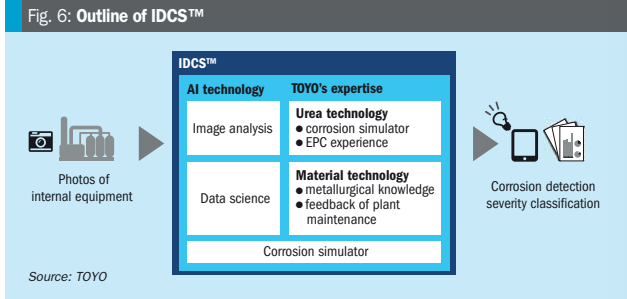 Fig. 6: Outline of IDCS™
IDCS™
AI technology
TOYO's expertise
Image analysis
Urea technology
● corrosion simulator
● EPC experience
Data science
Material technology
● metallurgical knowledge
● feedback of plant
maintenance
Corrosion simulator
Photos of
internal equipment
Corrosion detection
severity classification
Source: TOYO